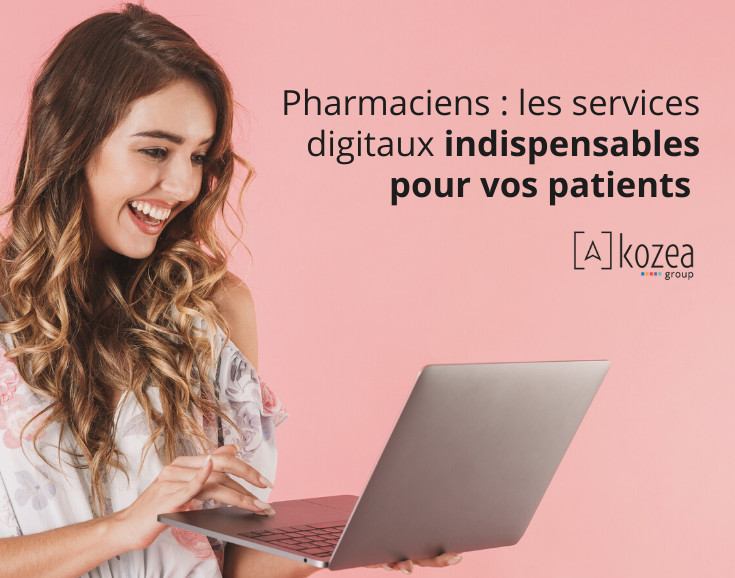 Pharmaciens : les services
digitaux indispensables
pour vos patients
[A] kozea
group